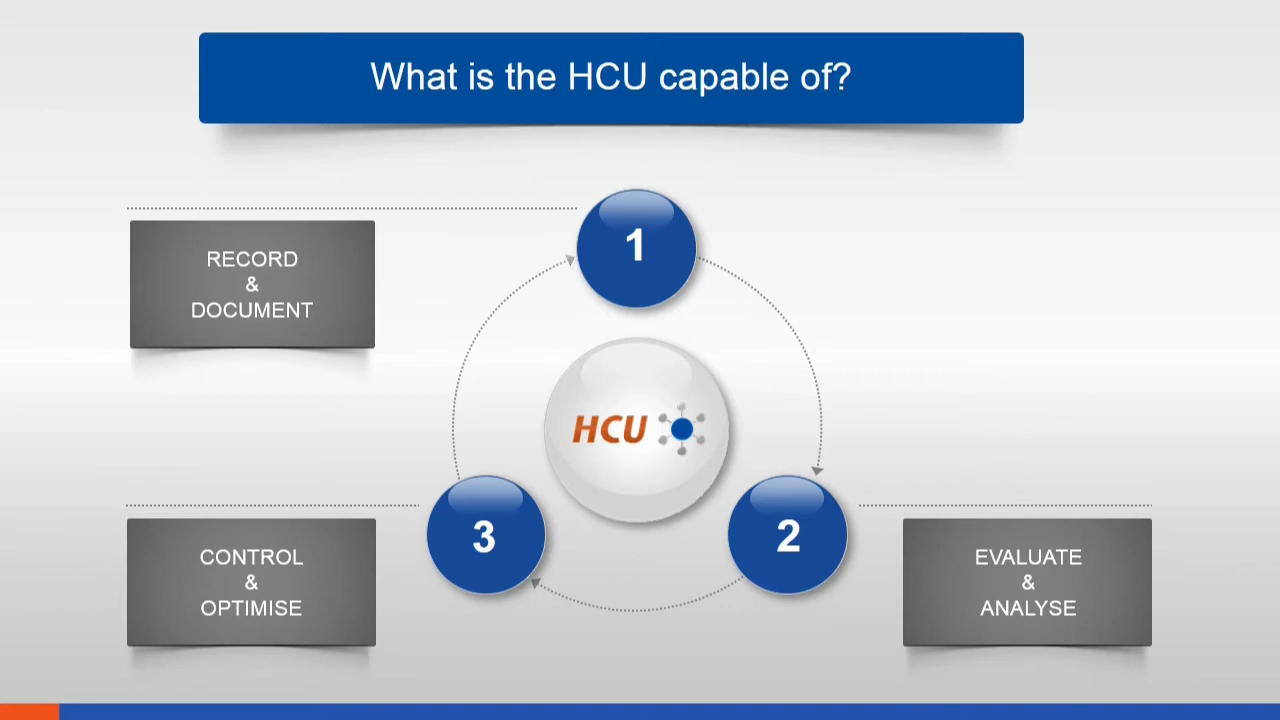 What is the HCU capable of?
1
RECORD
&
DOCUMENT
HCU
3
2
CONTROL
&
OPTIMISE
EVALUATE
&
ANALYSE